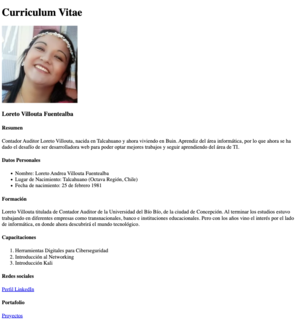 Curriculum Vitae
Loreto Villouta Fuentealba
Resumen
Contador Auditor Loreto Villouta, nacida en Talcahuano y ahora viviendo en Buin. Aprendiz del área informática, por lo que ahora se ha
dado el desafío de ser desarrolladora web para poder optar mejores trabajos y seguir aprendiendo del área de TI.
Datos Personales
Nombre: Loreto Andrea Villouta Fuentealba
Lugar de Nacimiento: Talcahuano (Octava Región, Chile)
Fecha de nacimiento: 25 de febrero 1981
Formación
Loreto Villouta titulada de Contador Auditor de la Universidad del Bío Bío, de la ciudad de Concepción. Al terminar los estudios estuvo
trabajando en diferentes empresas como transnacionales, banco e instituciones educacionales. Pero con los años vino el interés por el lado
de informática, en donde ahora descubrirá el mundo tecnológico.
Capacitaciones
1. Herramientas Digitales para Ciberseguridad
2. Introducción al Networking
3. Introducción Kali
Redes sociales
Perfil LinkedIn
Portafolio
Proyectos